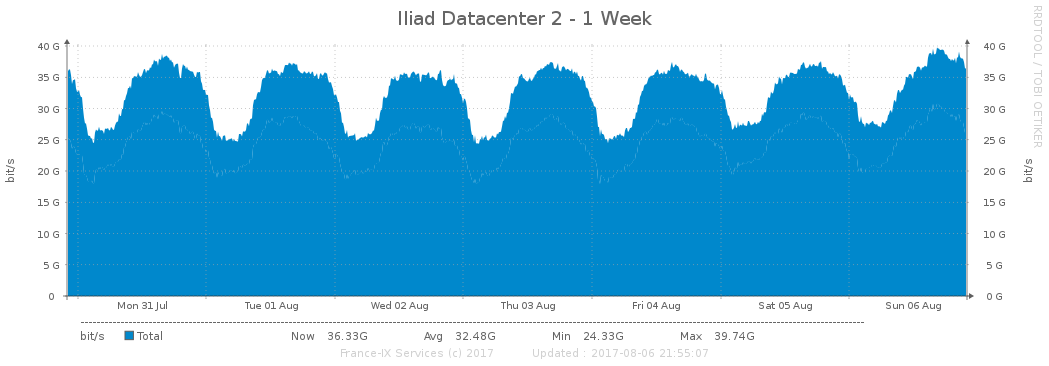 Iliad Datacenter 2 - 1 Week
RRDTOOL / TOBI OETIKER
40 G 40 G
35 G 35 G
30 G 30 G
25 G 25 G
20 G 20 G
15 G 15 G
10 G 10 G
5 G 5 G
0 0 G
bit/s
bit/s
Mon 31 Jul Tue 01 Aug Wed 02 Aug Thu 03 Aug Fri 04 Aug Sat 05 Aug Sun 06 Aug
bit/s Total Now 36.33G Avg 32.48G Min 24.33G Max 39.74G
France-IX Services (c) 2017 Updated : 2017-08-06 21:55:07